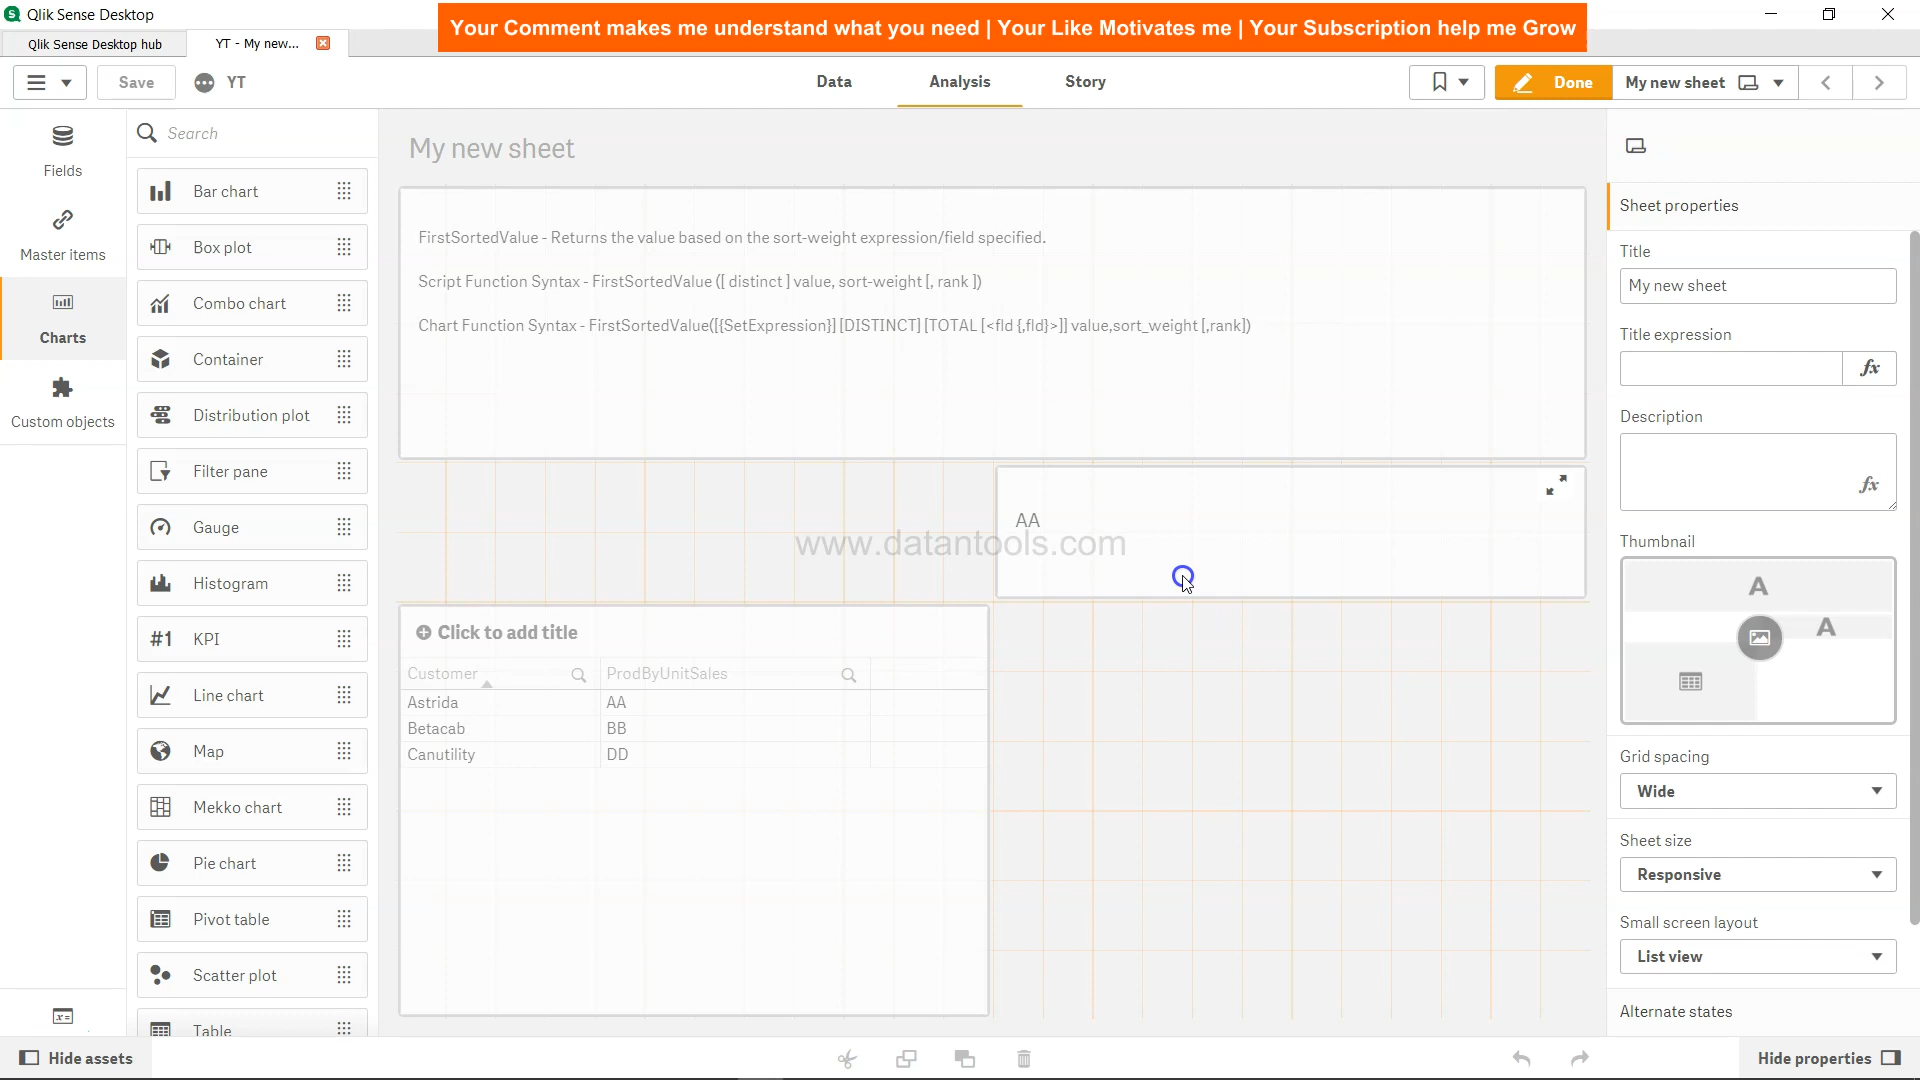 Qlik Sense Desktop
Your Comment makes me understand what you need | Your Like Motivates me | Your Subscription help me Grow
Qlik Sense Desktop hub
YT - My new...
Save
YT
Data
Analysis
Story
Done
My new sheet
Fields
Master items
Charts
Custom objects
Search
Bar chart
Box plot
Combo chart
Container
Distribution plot
Filter pane
Gauge
Histogram
#1 KPI
Line chart
Map
Mekko chart
Pie chart
Pivot table
Scatter plot
Table
My new sheet
FirstSortedValue - Returns the value based on the sort-weight expression/field specified.
Script Function Syntax - FirstSortedValue ([ distinct ] value, sort-weight [, rank ])
Chart Function Syntax - FirstSortedValue([{SetExpression}] [DISTINCT] [TOTAL [<fld {,fld}>]] value,sort_weight [,rank])
AA
www.datantools.com
Click to add title
Customer ProdByUnitSales
Astrida AA
Betacab BB
Canutility DD
Sheet properties
Title
My new sheet
Title expression
fx
Description
fx
Thumbnail
A
A
Grid spacing
Wide
Sheet size
Responsive
Small screen layout
List view
Alternate states
Hide assets
Hide properties